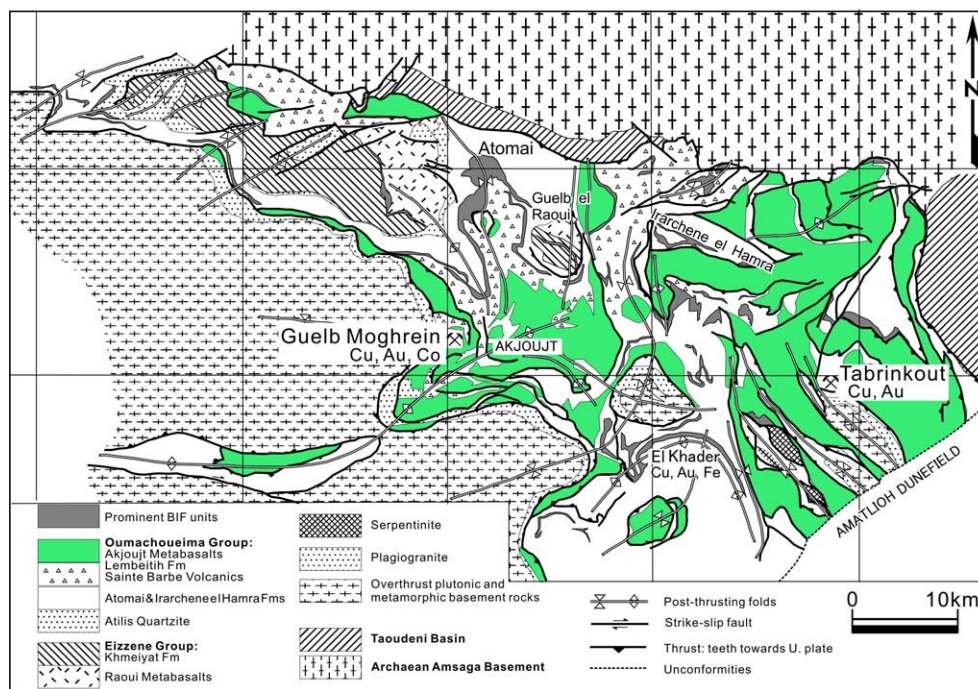 N
Atomai
Guelb el
Raoui
Irarchene el Hamra
Guelb Moghrein
Cu, Au, Co
AKJOUJT
Tabrinkout
Cu, Au
El Khader
Cu, Au, Fe
AMATLICH DUNEFIELD
Prominent BIF units
Oumachoueima Group:
Akjoujt Metabasalts
Lembeitih Fm
Sainte Barbe Volcanics
Atomai & Irarchene el Hamra Fms
Atilis Quartzite
Eizzene Group:
Khmeiyat Fm
Raoui Metabasalts
Serpentinite
Plagiogranite
Overthrust plutonic and
metamorphic basement rocks
Taoudeni Basin
Archaean Amsaga Basement
Post-thrusting folds
Strike-slip fault
Thrust: teeth towards U. plate
Unconformities
0 10km